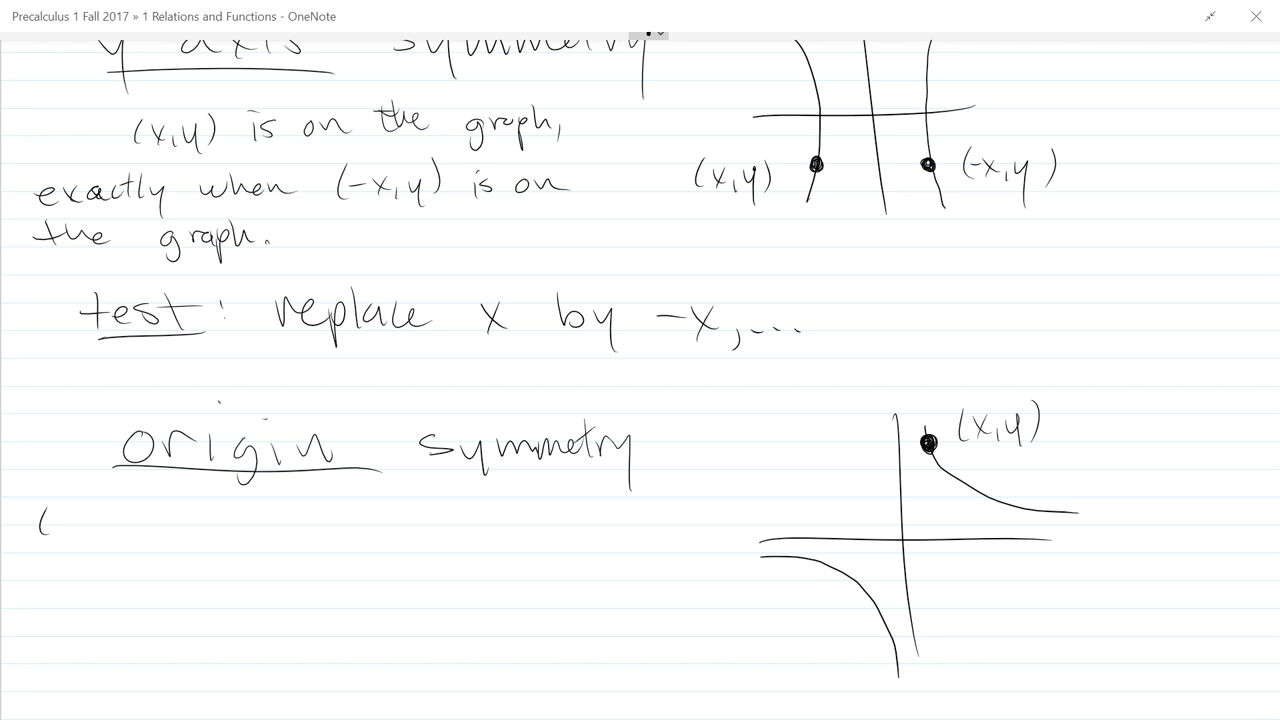 Precalculus 1 Fall 2017 » 1 Relations and Functions - OneNote
y axis symmetry
(x,y) is on the graph,
exactly when (-x,y) is on
the graph.
(x,y)
(-x,y)
test: replace x by -x,...
origin symmetry
(x,y)
(